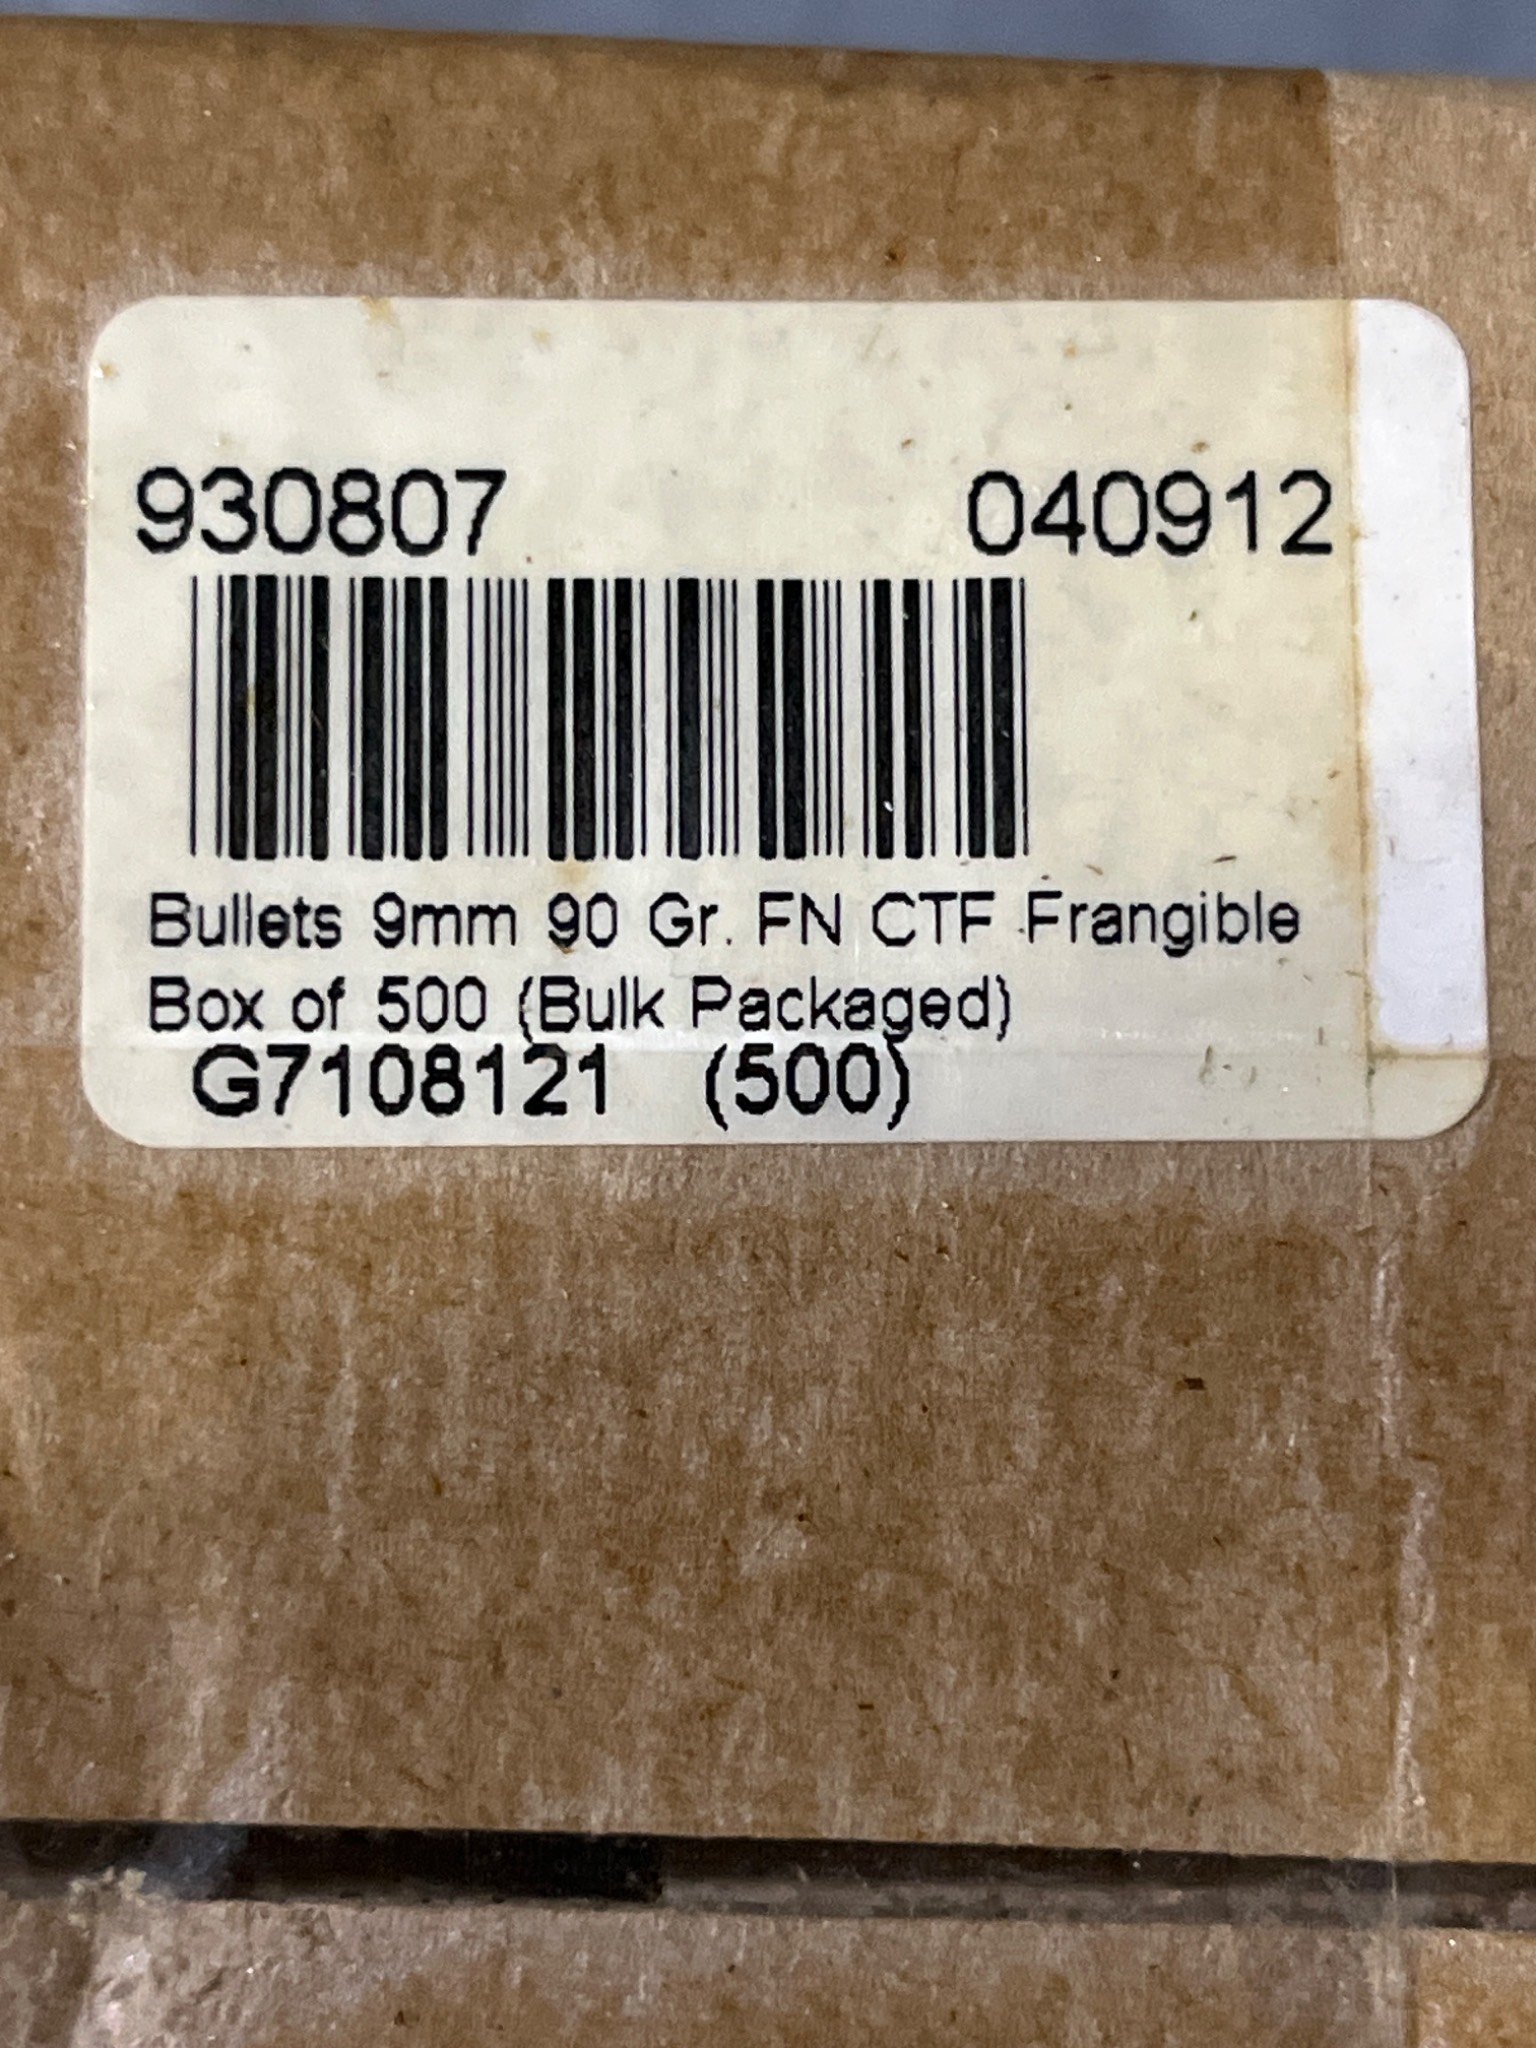 930807 040912
Bullets 9mm 90 Gr. FN CTF Frangible
Box of 500 (Bulk Packaged)
G7108121 (500)